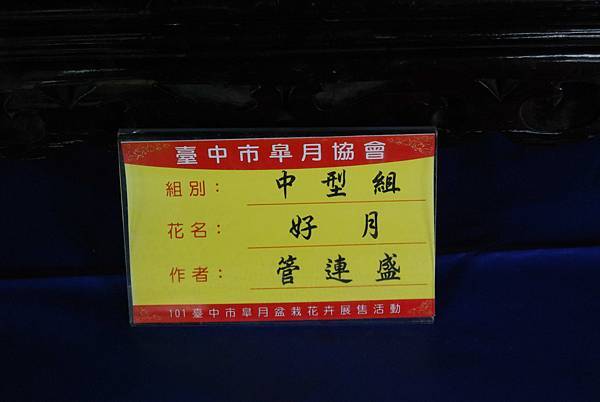 臺中市皐月協會
組別： 中型組
花名： 好月
作者： 管連盛
101臺中市皐月盆栽花卉展售活動